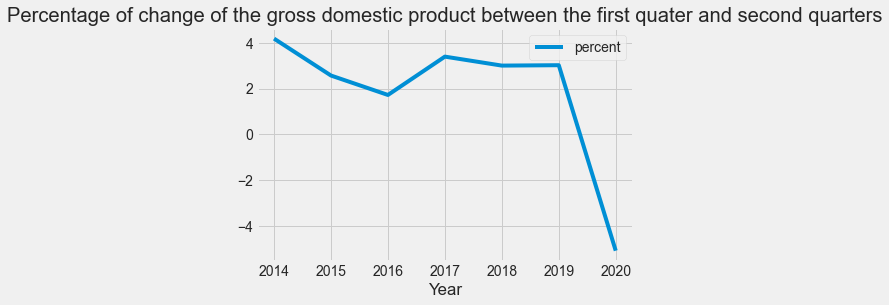 Percentage of change of the gross domestic product between the first quater and second quarters
percent
4
2
0
−2
−4
2014 2015 2016 2017 2018 2019 2020
Year